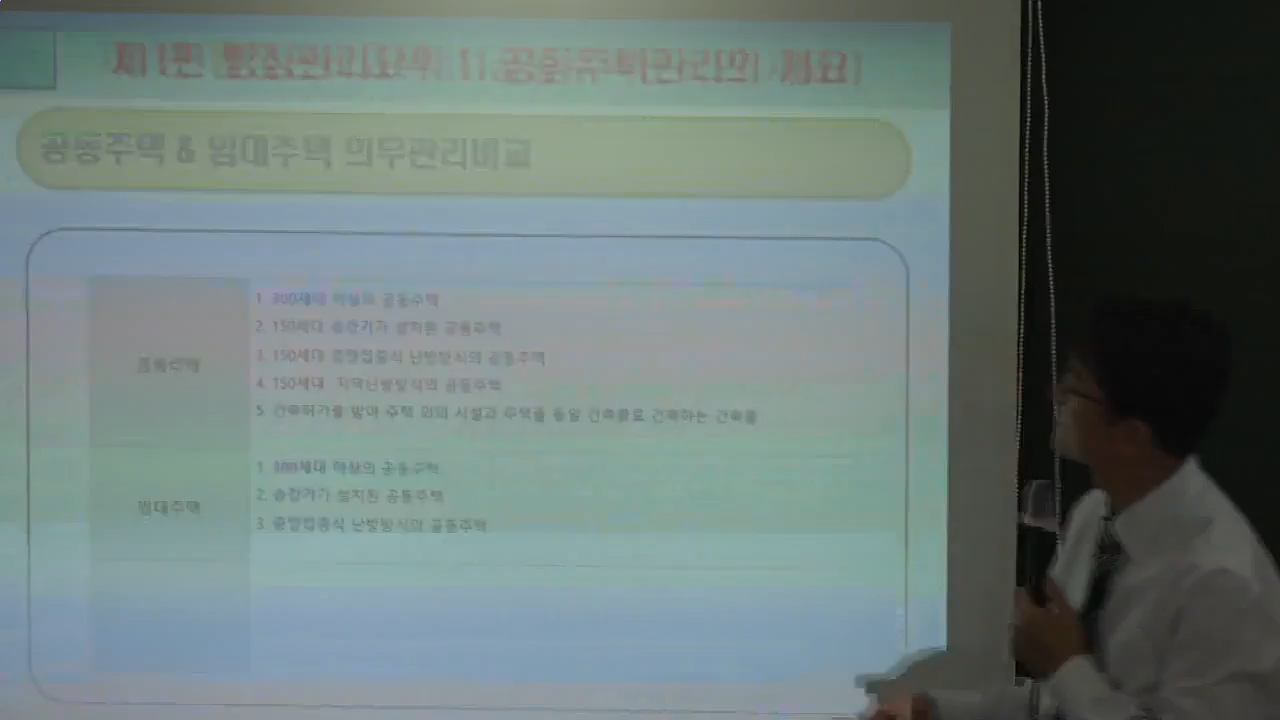 제1편 행정관리요약 1) 공동주택관리의 개요
공동주택 & 임대주택 의무관리비교
공동주택
1. 300세대 이상의 공동주택
2. 150세대 승강기가 설치된 공동주택
3. 150세대 중앙집중식 난방방식의 공동주택
4. 150세대 지역난방방식의 공동주택
5. 건축허가를 받아 주택 외의 시설과 주택을 동일 건축물로 건축하는 건축물
임대주택
1. 300세대 이상의 공동주택
2. 승강기가 설치된 공동주택
3. 중앙집중식 난방방식의 공동주택